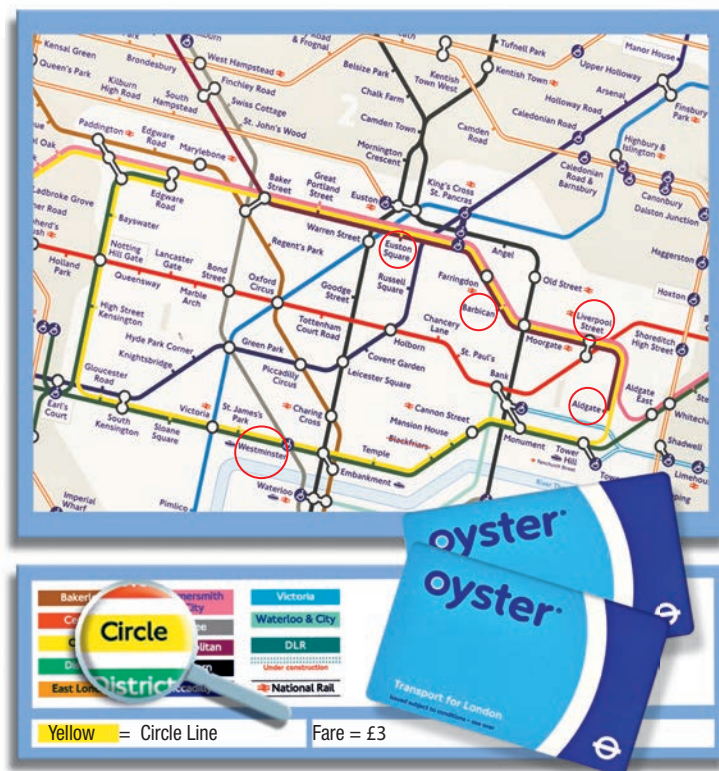 Kensal Green
Queen's Park
Brondesbury
Kilburn
High Road
South
Hampstead
& Frognal
West Hampstead
Finchley Road
Swiss Cottage
St. John's Wood
Belsize Park
Chalk Farm
Camden Town
Mornington
Crescent
Kentish
Town West
Tufnell Park
Kentish Town
Camden
Road
Upper Holloway
Manor House
Arsenal
Holloway Road
Caledonian Road
Finsbury
Park
Highbury &
Islington
Caledonian
Road &
Barnsbury
Canonbury
Dalston Junction
Haggerston
Hoxton
Shoreditch
High Street
2
Paddington
Edgware
Road
Marylebone
Baker
Street
Great
Portland
Street
Euston
King's Cross
St. Pancras
Edgware
Road
Warren Street
Euston
Square
Farringdon
Barbican
Angel
Old Street
Liverpool
Street
Moorgate
Ladbroke Grove
Bayswater
Notting
Hill Gate
Lancaster
Gate
Bond
Street
Oxford
Circus
Regent's Park
Goodge
Street
Russell
Square
Holland
Park
Queensway
Marble
Arch
Tottenham
Court Road
Holborn
Chancery
Lane
St. Paul's
Bank
Aldgate
Aldgate
East
High Street
Kensington
Hyde Park Corner
Knightsbridge
Green Park
Piccadilly
Circus
Covent Garden
Leicester Square
Gloucester
Road
Earl's
Court
South
Kensington
Sloane
Square
Victoria
St. James's
Park
Westminster
Charing
Cross
Cannon Street
Mansion House
Blackfriars
Temple
Embankment
Waterloo
Monument
Tower
Hill
Fenchurch Street
Shadwell
Imperial
Wharf
Pimlico
oyster
oyster
Transport for London
Circle
District
Victoria
Waterloo & City
DLR
Under construction
National Rail
Yellow = Circle Line
Fare = £3